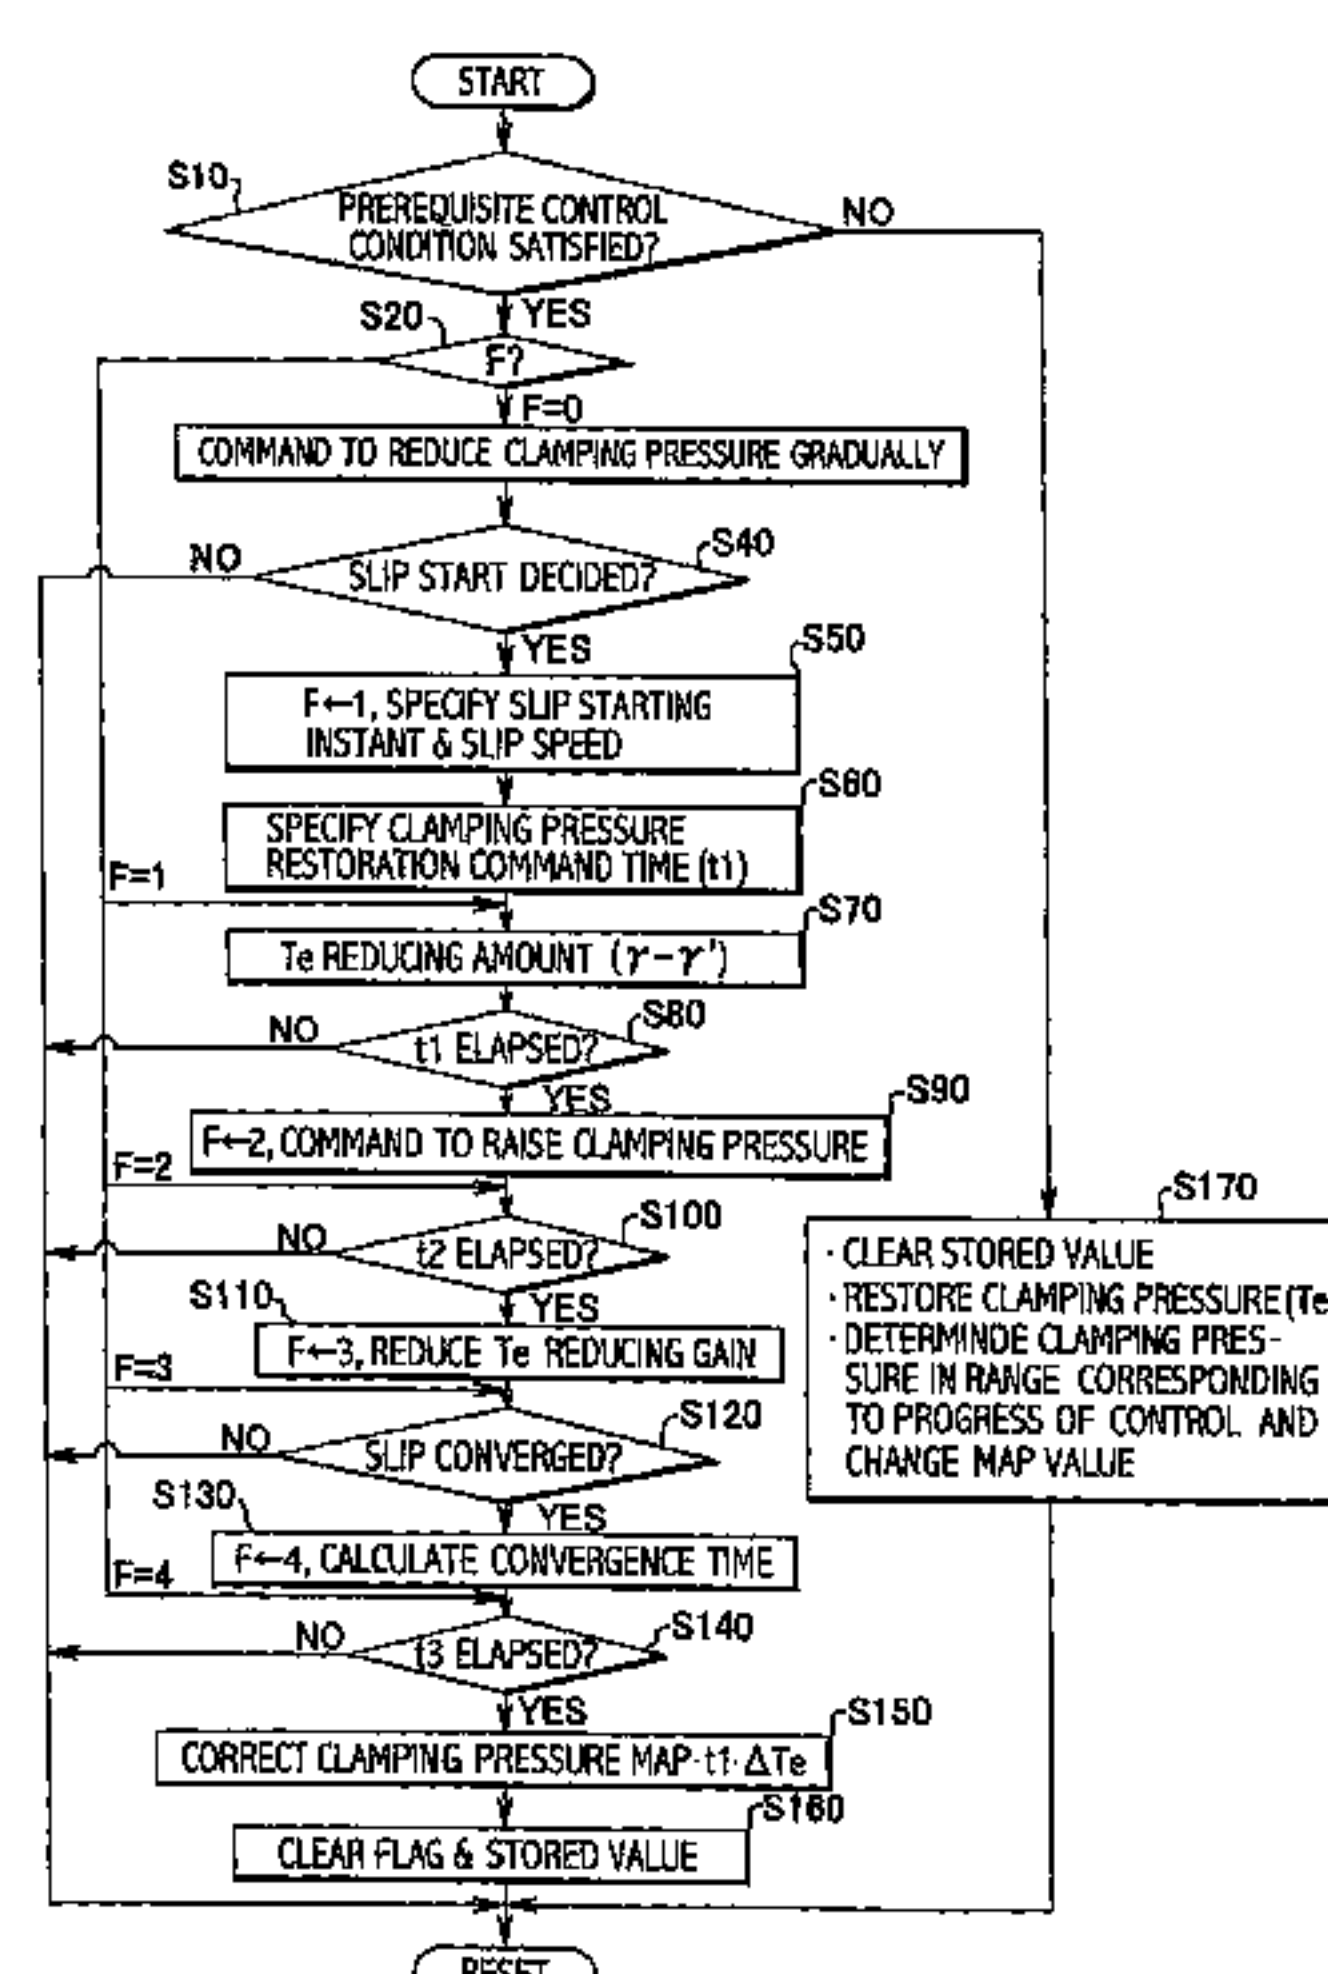 START
S10
PREREQUISITE CONTROL
CONDITION SATISFIED?
NO
YES
S20
F?
F=0
COMMAND TO REDUCE CLAMPING PRESSURE GRADUALLY
S40
NO
SLIP START DECIDED?
YES
S50
F←1, SPECIFY SLIP STARTING
INSTANT & SLIP SPEED
S60
SPECIFY CLAMPING PRESSURE
RESTORATION COMMAND TIME (t1)
F=1
S70
Te REDUCING AMOUNT (γ-γ')
S80
NO
t1 ELAPSED?
YES
S90
F←2, COMMAND TO RAISE CLAMPING PRESSURE
F=2
S100
NO
t2 ELAPSED?
YES
S110
F←3, REDUCE Te REDUCING GAIN
F=3
S120
NO
SLIP CONVERGED?
YES
S130
F←4, CALCULATE CONVERGENCE TIME
F=4
S140
NO
t3 ELAPSED?
YES
S150
CORRECT CLAMPING PRESSURE MAP·t1·ΔTe
S160
CLEAR FLAG & STORED VALUE
S170
· CLEAR STORED VALUE
· RESTORE CLAMPING PRESSURE (Te
· DETERMINDE CLAMPING PRES-
SURE IN RANGE CORRESPONDING
TO PROGRESS OF CONTROL AND
CHANGE MAP VALUE
RESET